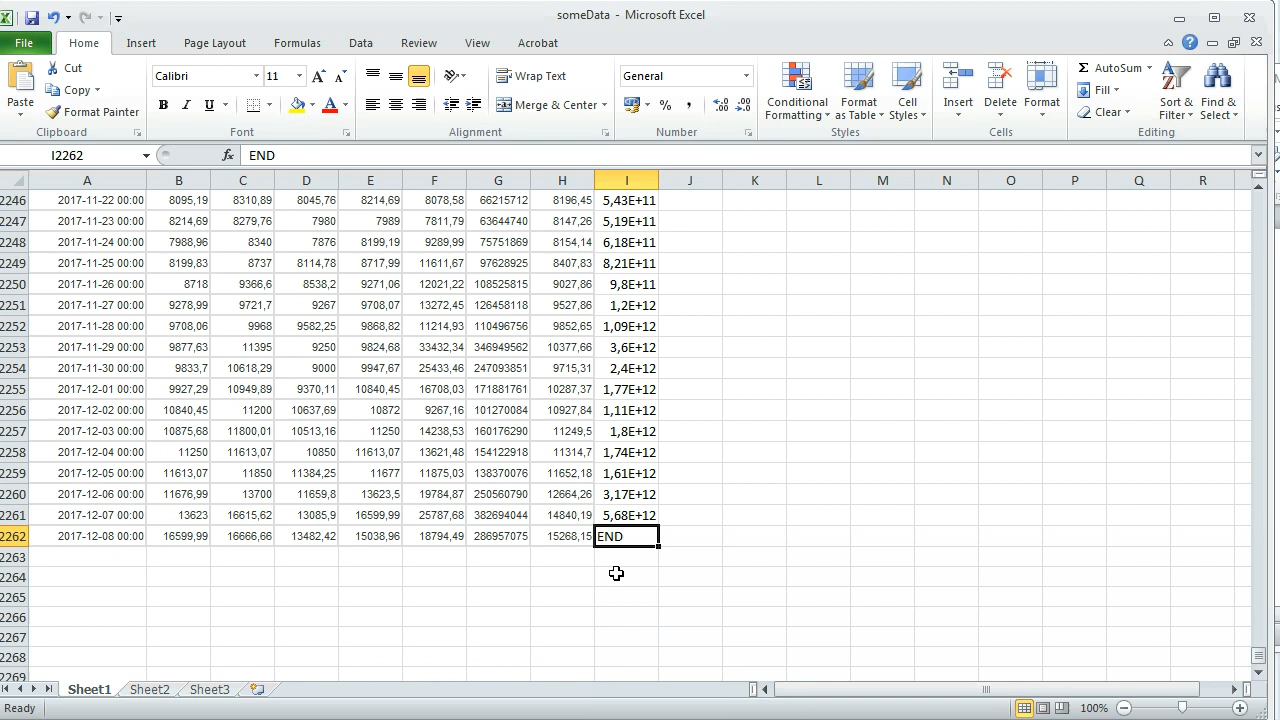 someData - Microsoft Excel
File Home Insert Page Layout Formulas Data Review View Acrobat
Paste Cut Copy Format Painter Clipboard
Calibri 11 B I U A A A Font
Wrap Text Merge & Center Alignment
General % , Number
Conditional Formatting Format as Table Cell Styles Styles
Insert Delete Format Cells
Σ AutoSum Fill Clear Sort & Filter Find & Select Editing
I2262 fx END
A B C D E F G H I J K L M N O P Q R
2246 2017-11-22 00:00 8095,19 8310,89 8045,76 8214,69 8078,58 66215712 8196,45 5,43E+11
2247 2017-11-23 00:00 8214,69 8279,76 7980 7989 7811,79 63644740 8147,26 5,19E+11
2248 2017-11-24 00:00 7988,96 8340 7876 8199,19 9289,99 75751869 8154,14 6,18E+11
2249 2017-11-25 00:00 8199,83 8737 8114,78 8717,99 11611,67 97628925 8407,83 8,21E+11
2250 2017-11-26 00:00 8718 9366,6 8538,2 9271,06 12021,22 108525815 9027,86 9,8E+11
2251 2017-11-27 00:00 9278,99 9721,7 9267 9708,07 13272,45 126458118 9527,86 1,2E+12
2252 2017-11-28 00:00 9708,06 9968 9582,25 9868,82 11214,93 110496756 9852,65 1,09E+12
2253 2017-11-29 00:00 9877,63 11395 9250 9824,68 33432,34 346949562 10377,66 3,6E+12
2254 2017-11-30 00:00 9833,7 10618,29 9000 9947,67 25433,46 247093851 9715,31 2,4E+12
2255 2017-12-01 00:00 9927,29 10949,89 9370,11 10840,45 16708,03 171881761 10287,37 1,77E+12
2256 2017-12-02 00:00 10840,45 11200 10637,69 10872 9267,16 101270084 10927,84 1,11E+12
2257 2017-12-03 00:00 10875,68 11800,01 10513,16 11250 14238,53 160176290 11249,5 1,8E+12
2258 2017-12-04 00:00 11250 11613,07 10850 11613,07 13621,48 154122918 11314,7 1,74E+12
2259 2017-12-05 00:00 11613,07 11850 11384,25 11677 11875,03 138370076 11652,18 1,61E+12
2260 2017-12-06 00:00 11676,99 13700 11659,8 13623,5 19784,87 250560790 12664,26 3,17E+12
2261 2017-12-07 00:00 13623 16615,62 13085,9 16599,99 25787,68 382694044 14840,19 5,68E+12
2262 2017-12-08 00:00 16599,99 16666,66 13482,42 15038,96 18794,49 286957075 15268,15 END
2263
2264
2265
2266
2267
2268
2269
Sheet1 Sheet2 Sheet3
Ready 100%